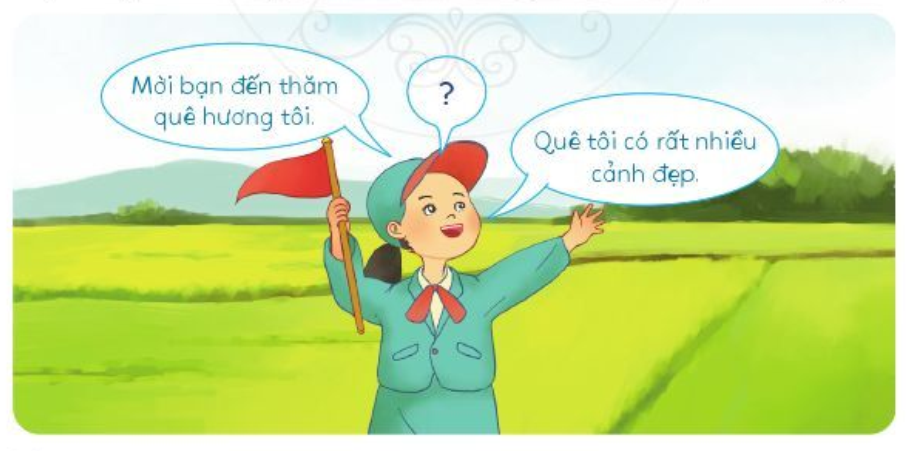 Mời bạn đến thăm
quê hương tôi.
?
Quê tôi có rất nhiều
cảnh đẹp.